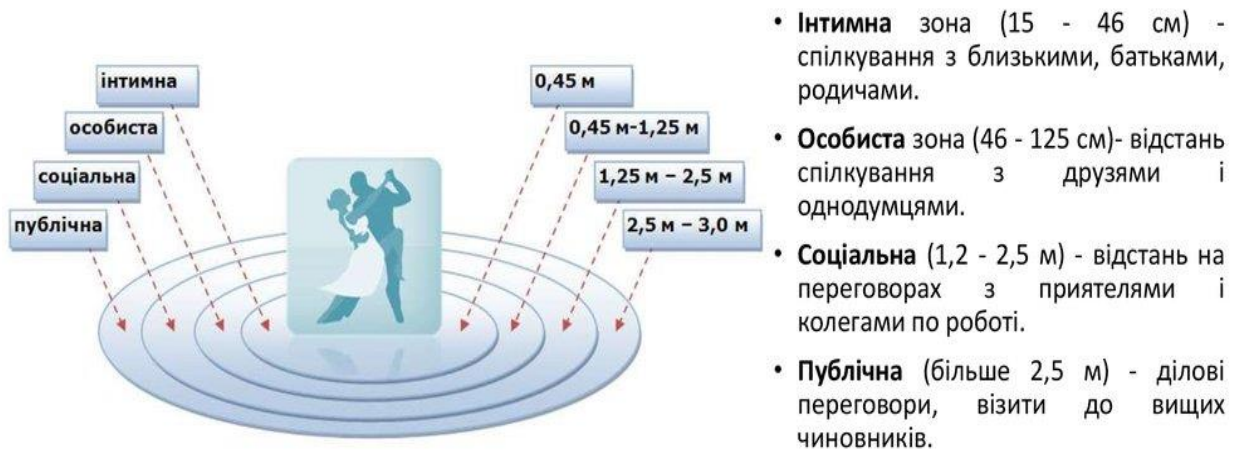 інтимна
особиста
соціальна
публічна
0,45 м
0,45 м-1,25 м
1,25 м – 2,5 м
2,5 м – 3,0 м
• Інтимна зона (15 - 46 см) -
спілкування з близькими, батьками,
родичами.
• Особиста зона (46 - 125 см)- відстань
спілкування з друзями і
однодумцями.
• Соціальна (1,2 - 2,5 м) - відстань на
переговорах з приятелями і
колегами по роботі.
• Публічна (більше 2,5 м) - ділові
переговори, візити до вищих
чиновників.